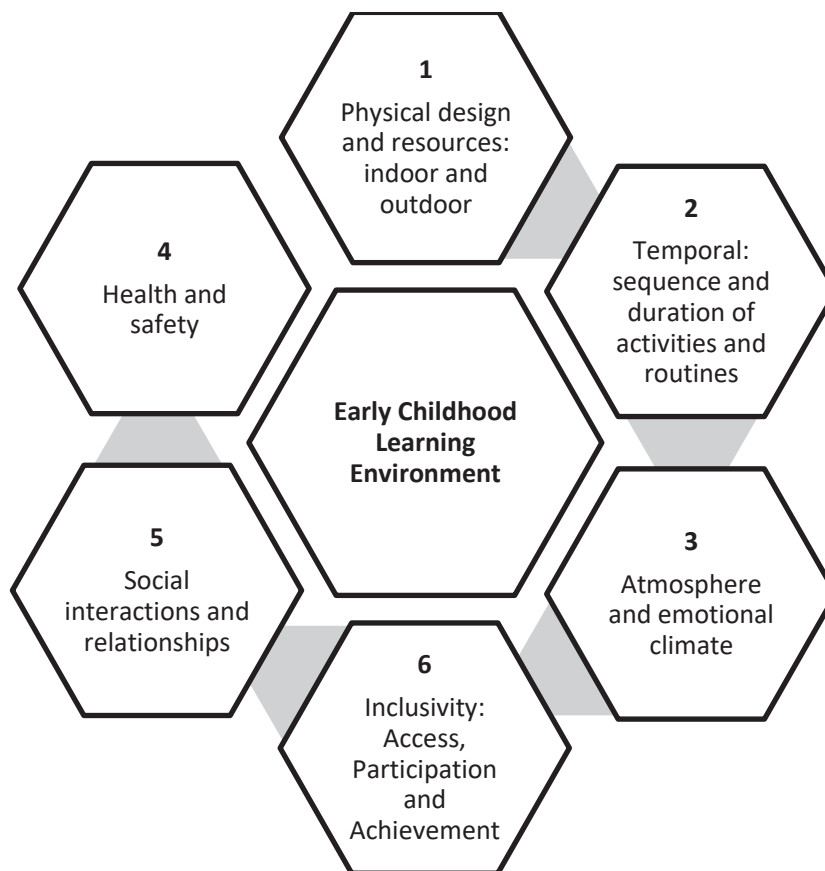 1
Physical design
and resources:
indoor and
outdoor
2
Temporal:
sequence and
duration of
activities and
routines
3
Atmosphere
and emotional
climate
4
Health and
safety
5
Social
interactions and
relationships
6
Inclusivity:
Access,
Participation
and
Achievement
Early Childhood
Learning
Environment